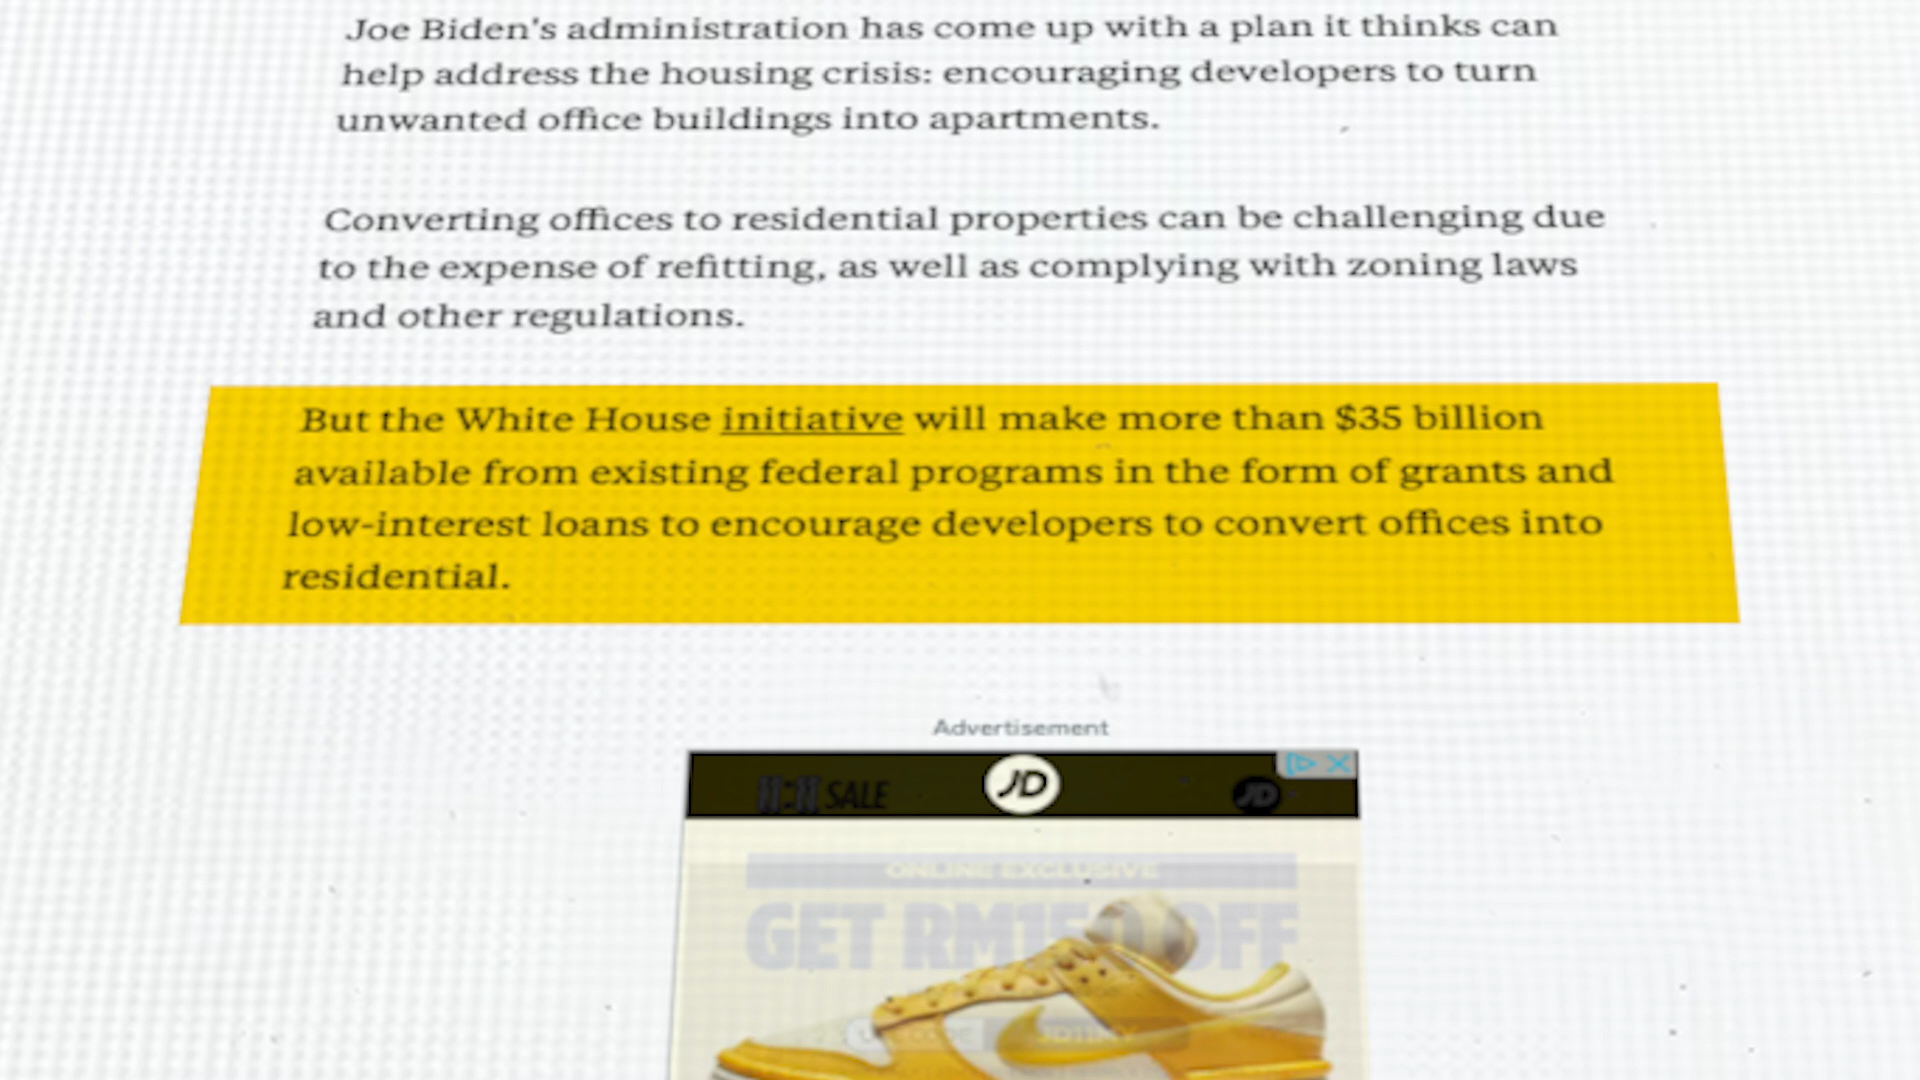 Joe Biden's administration has come up with a plan it thinks can
help address the housing crisis: encouraging developers to turn
unwanted office buildings into apartments.
Converting offices to residential properties can be challenging due
to the expense of refitting, as well as complying with zoning laws
and other regulations.
But the White House initiative will make more than $35 billion
available from existing federal programs in the form of grants and
low-interest loans to encourage developers to convert offices into
residential.
Advertisement
SALE
JD
JD
ONLINE EXCLUSIVE
GET RM150 OFF